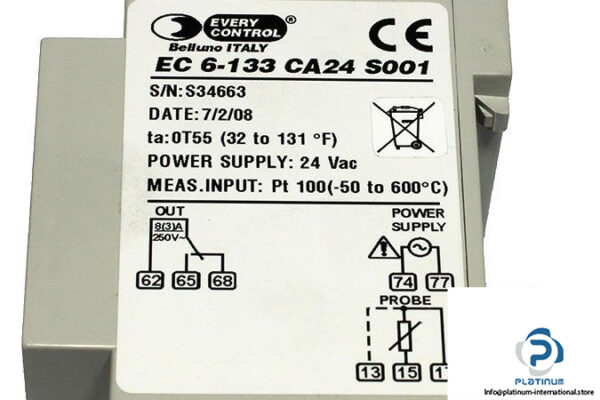 EVERY
CONTROL®
Belluno ITALY
CE
EC 6-133 CA24 S001
S/N: S34663
DATE: 7/2/08
ta:0T55 (32 to 131 °F)
POWER SUPPLY: 24 Vac
MEAS.INPUT: Pt 100(-50 to 600°C)
OUT
8(3)A
250V~
62 65 68
POWER
SUPPLY
74 77
PROBE
13 15
PLATINUM
Info@platinum-international.store